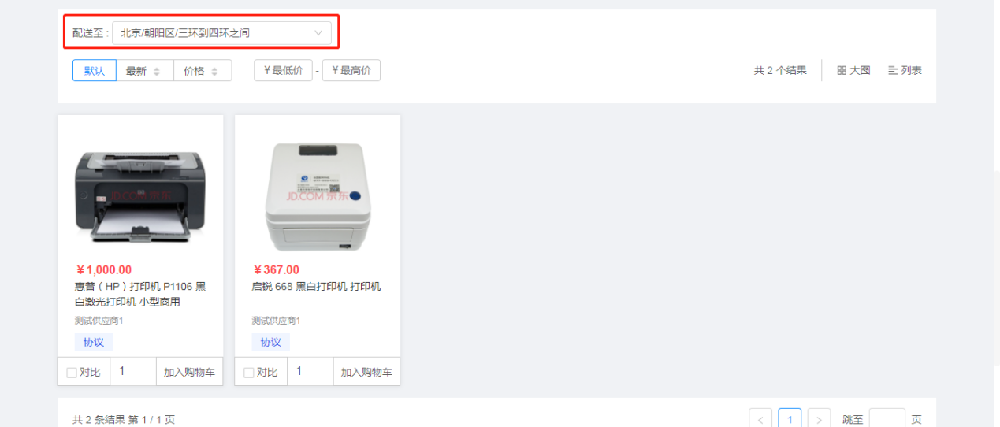 配送至 : 北京/朝阳区/三环到四环之间
默认 最新 价格 ￥最低价 - ￥最高价 共 2 个结果 大图 列表
JD.COM 京东
JD.COM 京东
￥1,000.00
惠普（HP）打印机 P1106 黑
白激光打印机 小型商用
测试供应商1
协议
对比 1 加入购物车
￥367.00
启锐 668 黑白打印机 打印机
测试供应商1
协议
对比 1 加入购物车
共 2 条结果 第 1 / 1 页 < 1 > 跳至 页